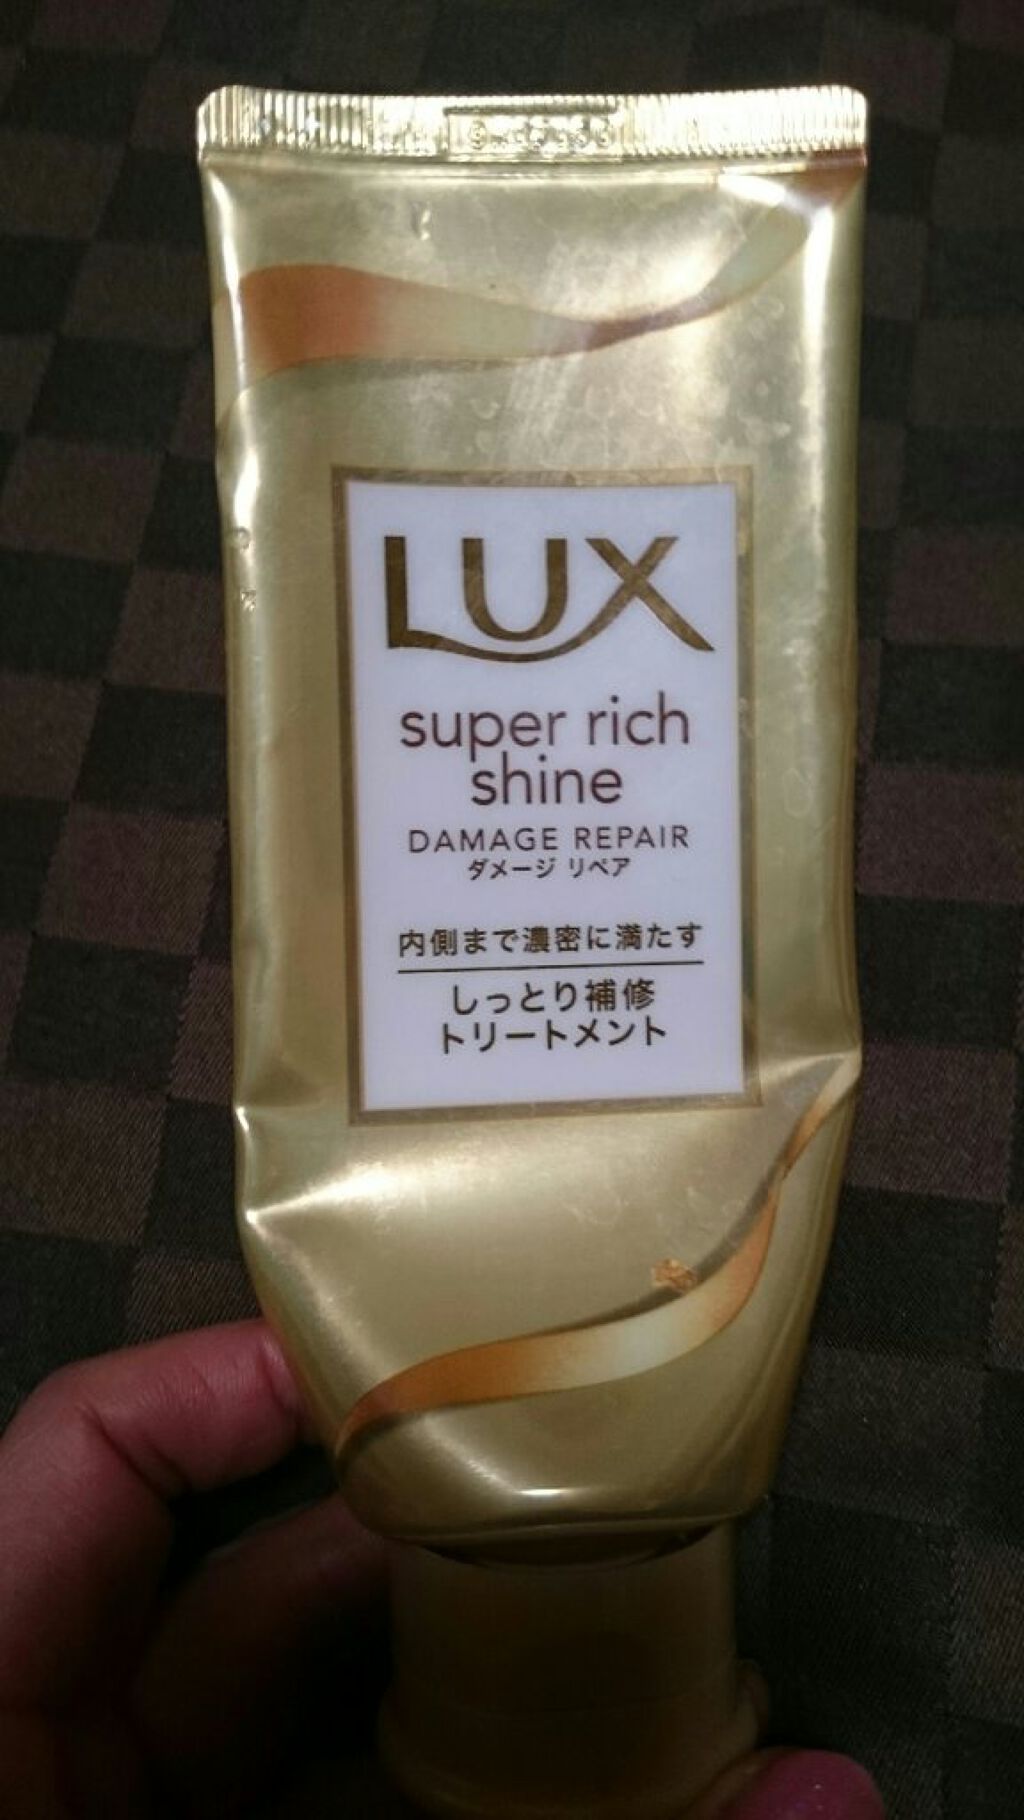 LUX
super rich
shine
DAMAGE REPAIR
ダメージ リペア
内側まで濃密に満たす
しっとり補修
トリートメント